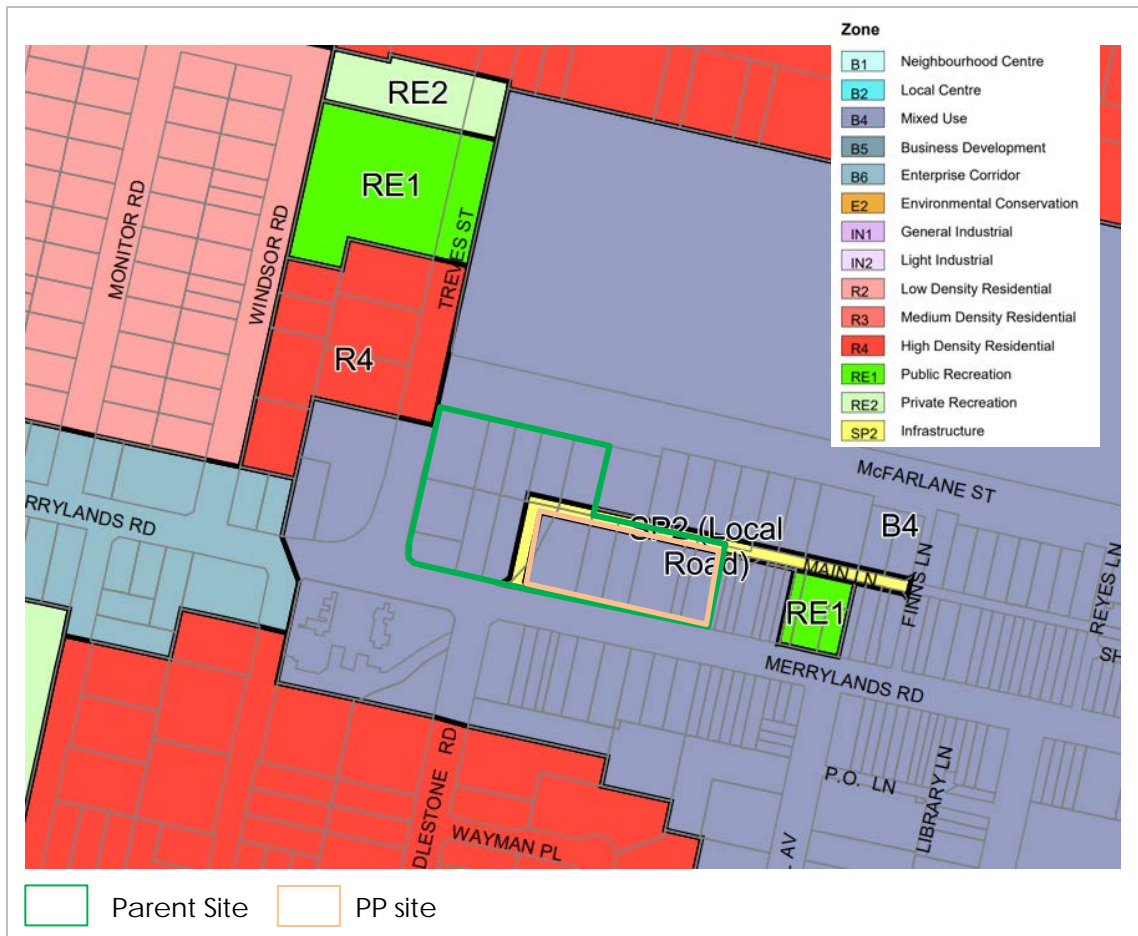 Zone
B1 Neighbourhood Centre
B2 Local Centre
B4 Mixed Use
B5 Business Development
B6 Enterprise Corridor
E2 Environmental Conservation
IN1 General Industrial
IN2 Light Industrial
R2 Low Density Residential
R3 Medium Density Residential
R4 High Density Residential
RE1 Public Recreation
RE2 Private Recreation
SP2 Infrastructure
RE2
RE1
MONITOR RD
WINDSOR RD
TREVES ST
R4
McFARLANE ST
RRYLANDS RD
SP2 (Local
Road)
B4
MAIN LN
FINNS LN
REYES LN
RE1
SH
MERRYLANDS RD
P.O. LN
LIBRARY LN
DLESTONE RD
WAYMAN PL
AV
Parent Site
PP site